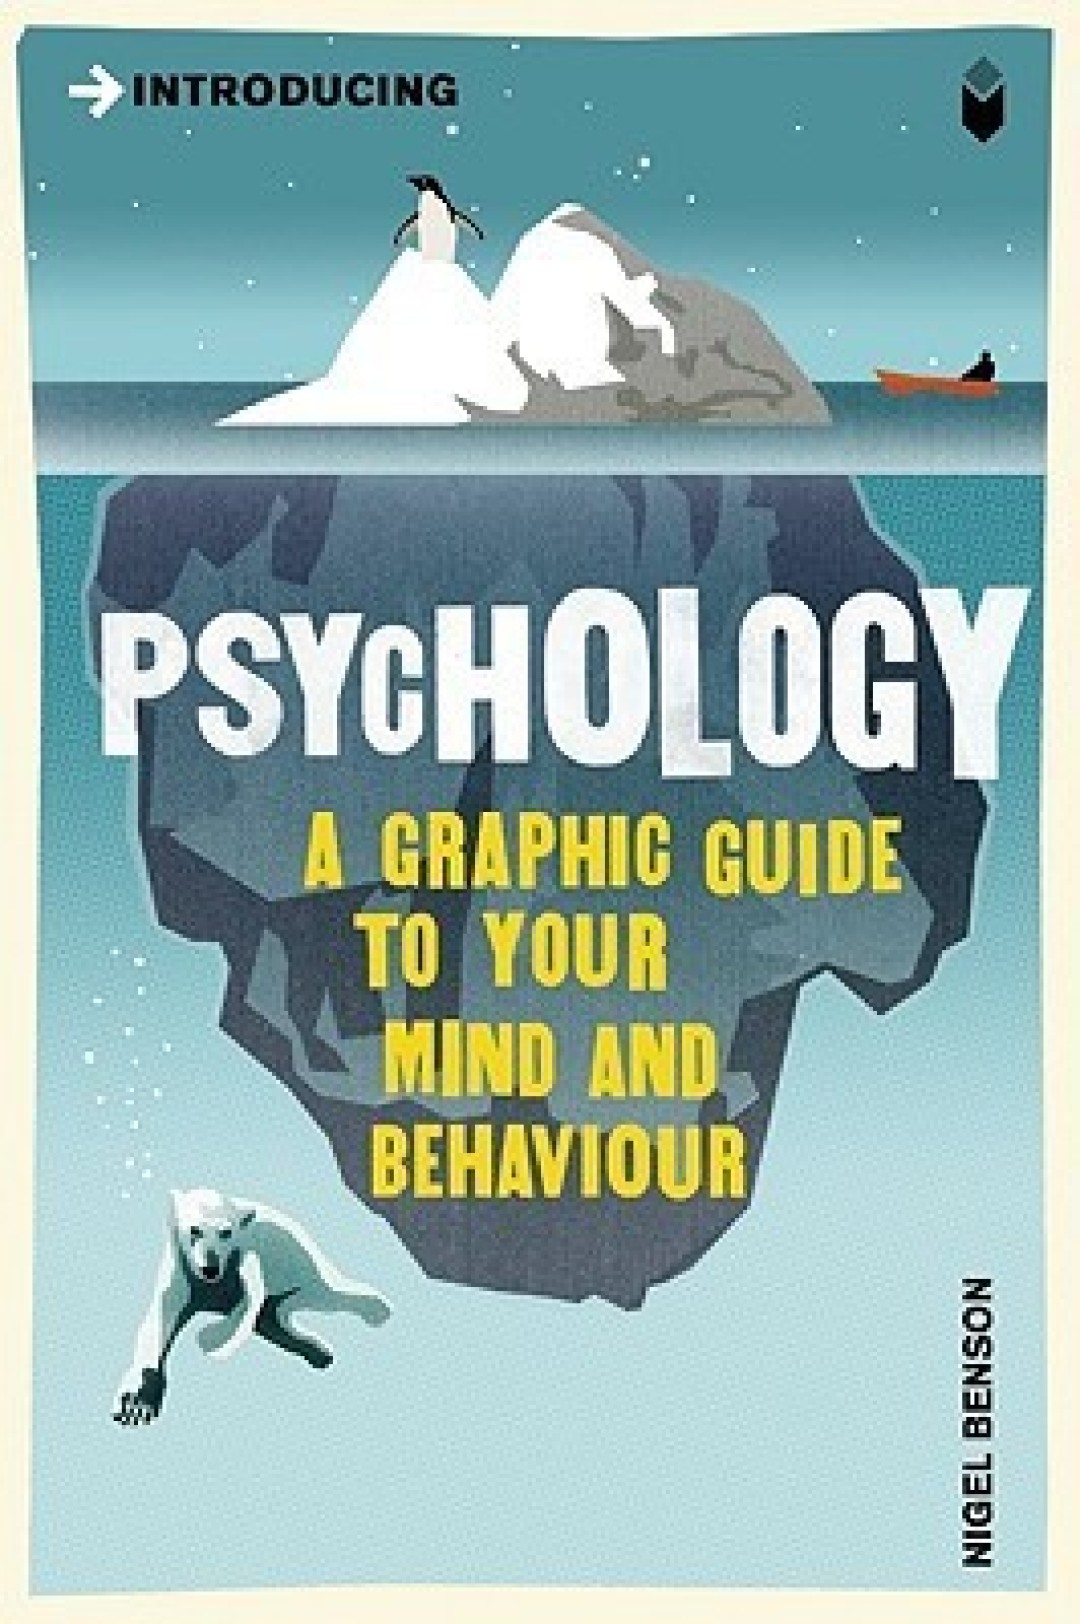 INTRODUCING
PSYCHOLOGY
A GRAPHIC GUIDE
TO YOUR
MIND AND
BEHAVIOUR
NIGEL BENSON